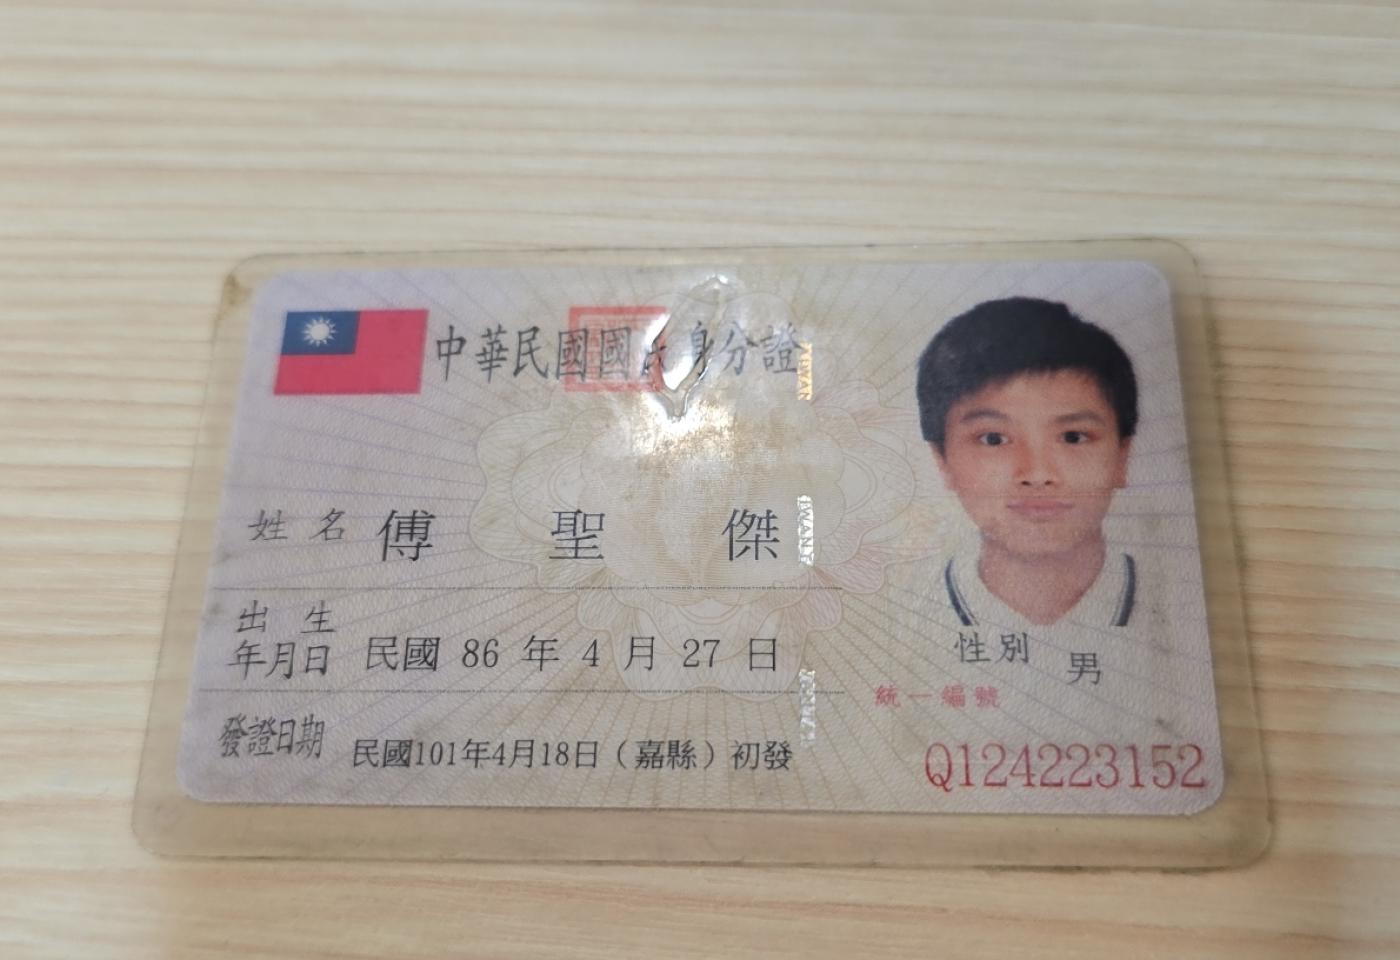 中華民國國民身分證
姓名 傅聖傑
出生年月日 民國 86 年 4 月 27 日
性別 男
統一編號
發證日期 民國101年4月18日（嘉縣）初發
Q124223152